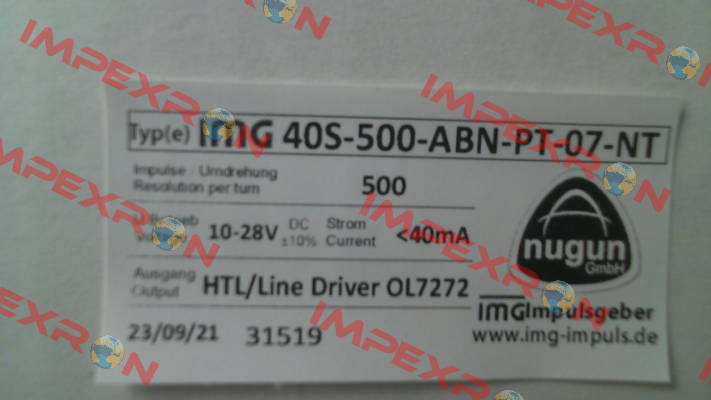 Typ(e) IMG 40S-500-ABN-PT-07-NT
Impulse / Umdrehung
Resolution per turn
500
10-28V DC ±10%
Strom
Current
<40mA
Ausgang
Output
HTL/Line Driver OL7272
23/09/21 31519
nugun
GmbH
IMG Impulsgeber
www.img-impuls.de
IMPEXRON
IMPEXRON
IMPEXRON
IMPEXRON
IMPEXRON
IMPEXRON
IMPEXRON